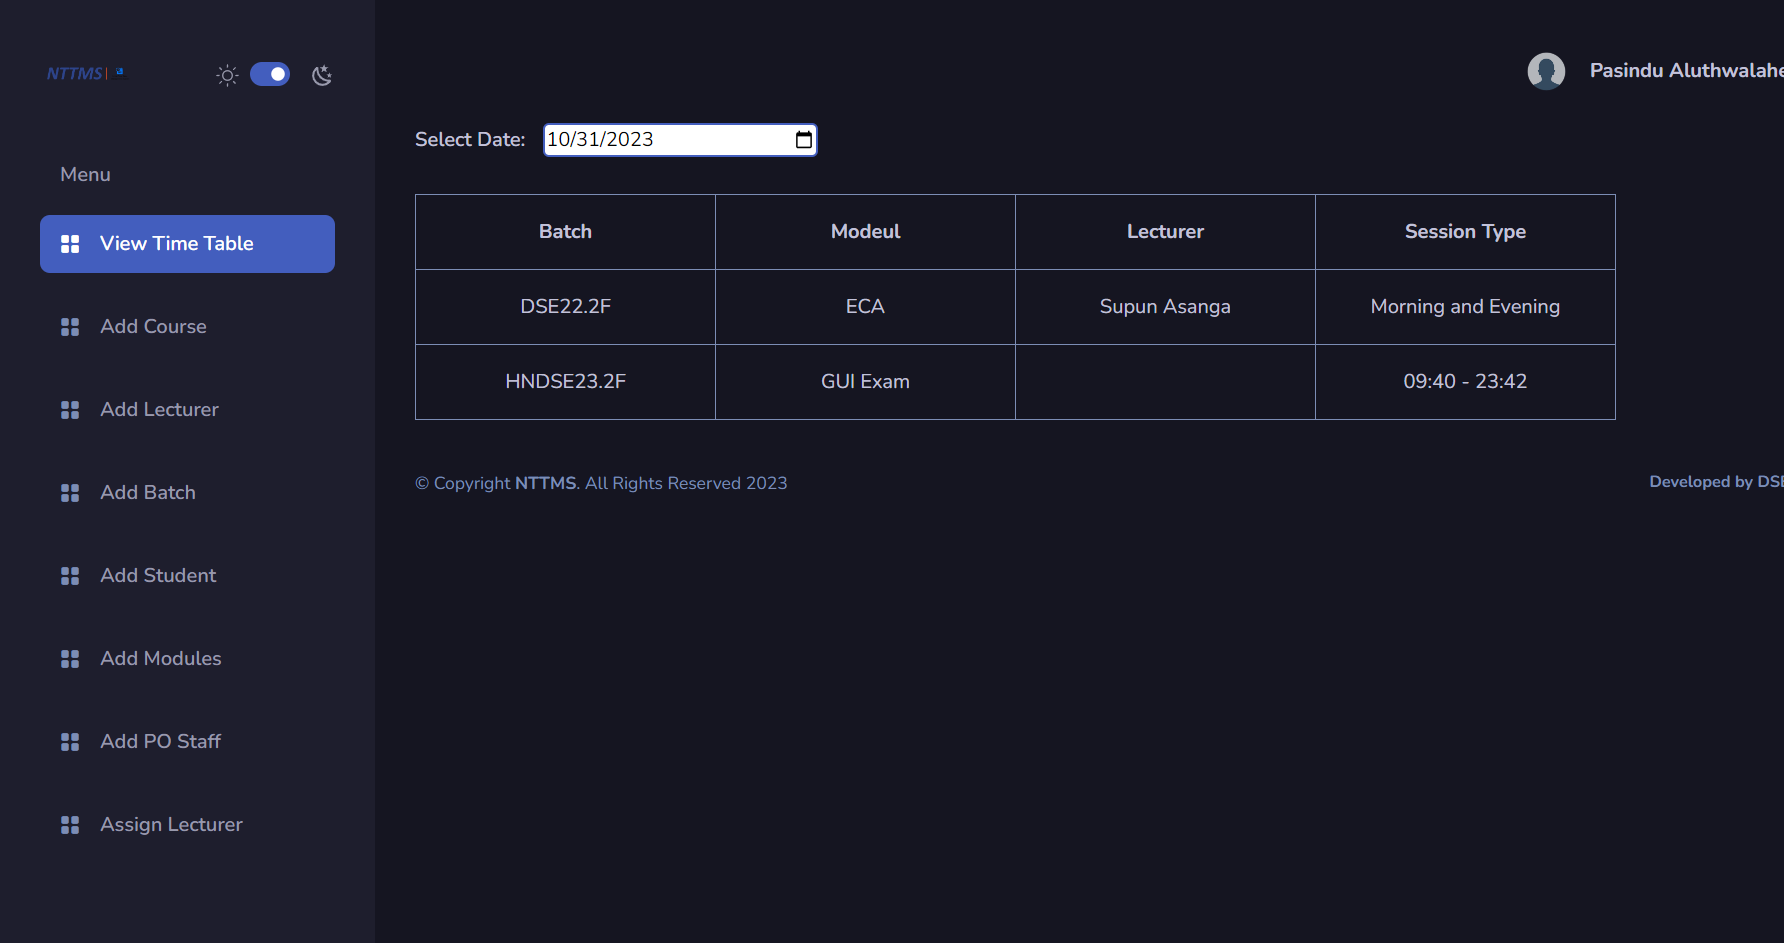 NTTMS
Pasindu Aluthwalahe
Select Date: 10/31/2023
Menu
View Time Table
Add Course
Add Lecturer
Add Batch
Add Student
Add Modules
Add PO Staff
Assign Lecturer
Batch Modeul Lecturer Session Type
DSE22.2F ECA Supun Asanga Morning and Evening
HNDSE23.2F GUI Exam 09:40 - 23:42
© Copyright NTTMS. All Rights Reserved 2023
Developed by DSE